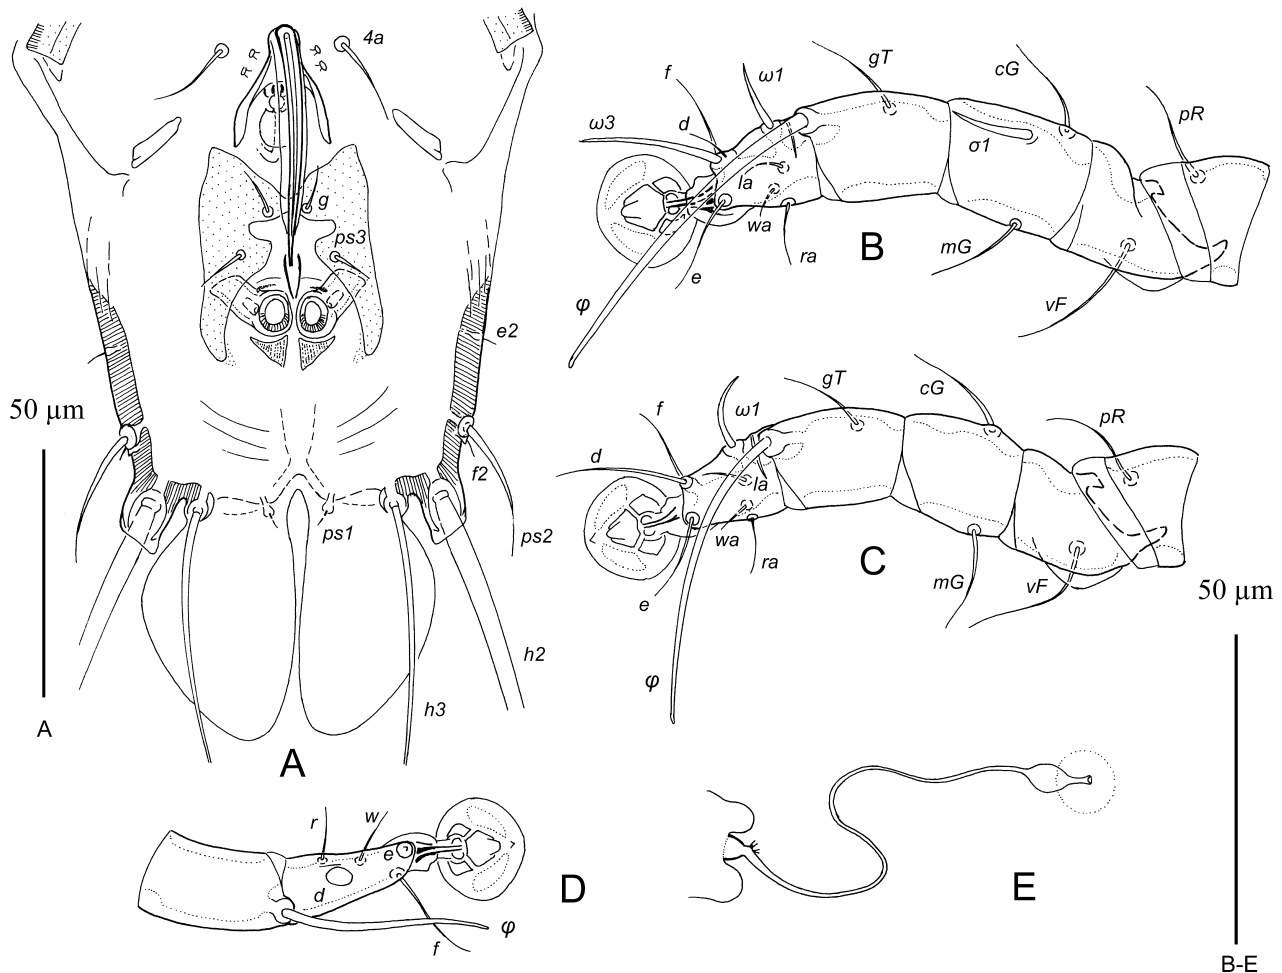 4a
g
ps3
e2
50 µm
f2
ps1
ps2
h2
h3
A
A
f
ω1
gT
cG
pR
ω3
d
σ1
la
wa
ra
mG
vF
e
φ
B
f
ω1
gT
cG
pR
d
la
wa
ra
mG
vF
e
φ
C
50 µm
r
w
e
d
f
φ
D
E
B-E